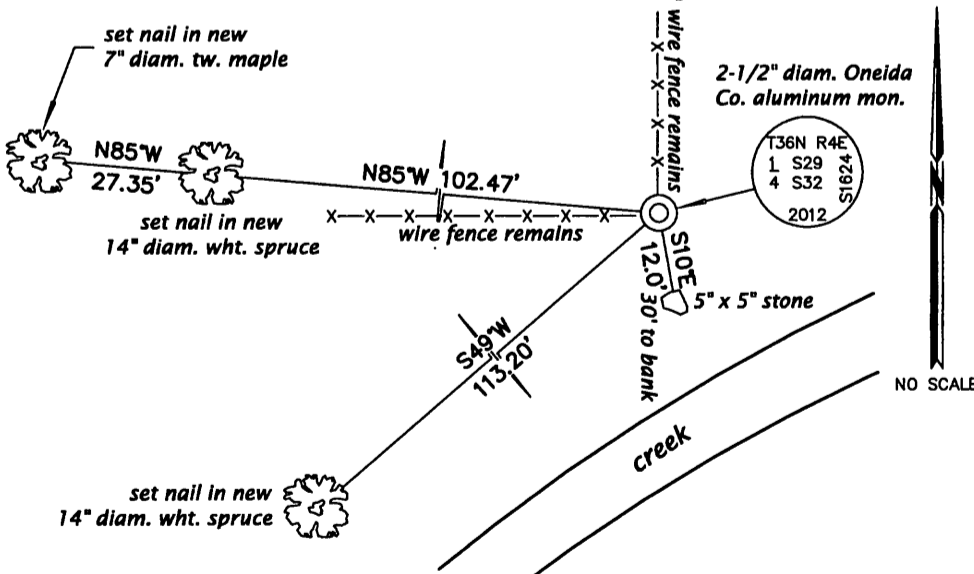 set nail in new
7" diam. tw. maple
wire fence remains
2-1/2" diam. Oneida
Co. aluminum mon.
T36N R4E
1 S29
4 S32
S1624
2012
N85°W
27.35'
N85°W 102.47'
set nail in new
14" diam. wht. spruce
x—x—x—x—x—x—x—x
wire fence remains
S10°E
12.0'
30' to bank
5" x 5" stone
S49°W
113.20'
N
NO SCALE
creek
set nail in new
14" diam. wht. spruce